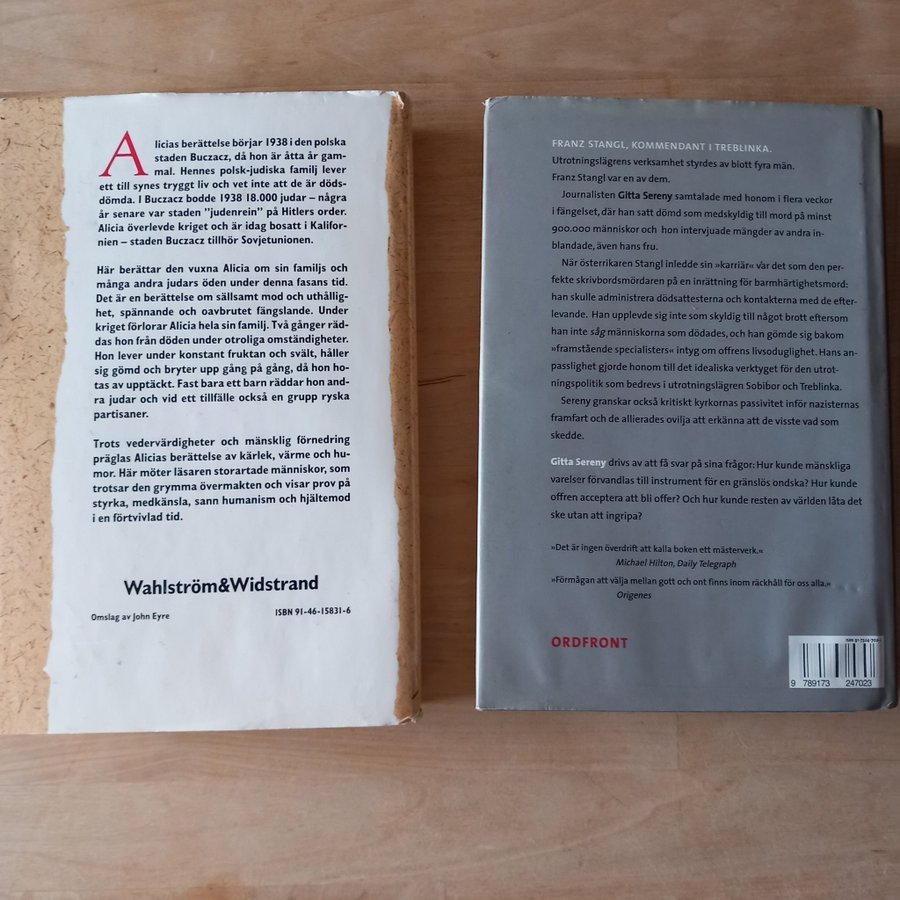 Alicias berättelse börjar 1938 i den polska
staden Buczacz, då hon är åtta år gam-
mal. Hennes polsk-judiska familj lever
ett till synes tryggt liv och vet inte att de är döds-
dömda. I Buczacz bodde 1938 18.000 judar – några
år senare var staden "judenrein" på Hitlers order.
Alicia överlevde kriget och är idag bosatt i Kalifor-
nien – staden Buczacz tillhör Sovjetunionen.
Här berättar den vuxna Alicia om sin familjs och
många andra judars öden under denna fasans tid.
Det är en berättelse om sällsamt mod och uthållig-
het, spännande och oavbrutet fängslande. Under
kriget förlorar Alicia hela sin familj. Två gånger räd-
das hon från döden under otroliga omständigheter.
Hon lever under konstant fruktan och svält, håller
sig gömd och bryter upp gång på gång, då hon ho-
tas av upptäckt. Fast bara ett barn räddar hon and-
ra judar och vid ett tillfälle också en grupp ryska
partisaner.
Trots vedervärdigheter och mänsklig förnedring
präglas Alicias berättelse av kärlek, värme och hu-
mor. Här möter läsaren storartade människor, som
trotsar den grymma övermakten och visar prov på
styrka, medkänsla, sann humanism och hjältemod
i en förtvivlad tid.
Wahlström&Widstrand
Omslag av John Eyre
ISBN 91-46-15831-6
FRANZ STANGL, KOMMENDANT I TREBLINKA.
Utrotningslägrens verksamhet styrdes av blott fyra män.
Franz Stangl var en av dem.
Journalisten Gitta Sereny samtalade med honom i flera veckor
i fängelset, där han satt dömd som medskyldig till mord på minst
900.000 människor och hon intervjuade mängder av andra in-
blandade, även hans fru.
När österrikaren Stangl inledde sin »karriär« var det som den per-
fekte skrivbordsmördaren på en inrättning för barmhärtighetsmord:
han skulle administrera dödsattesterna och kontakterna med de efter-
levande. Han upplevde sig inte som skyldig till något brott eftersom
han inte såg människorna som dödades, och han gömde sig bakom
»framstående specialisters« intyg om offrens livsoduglighet. Hans an-
passlighet gjorde honom till det idealiska verktyget för den utrot-
ningspolitik som bedrevs i utrotningslägren Sobibor och Treblinka.
Sereny granskar också kritiskt kyrkornas passivitet inför nazisternas
framfart och de allierades ovilja att erkänna att de visste vad som
skedde.
Gitta Sereny drivs av att få svar på sina frågor: Hur kunde mänskliga
varelser förvandlas till instrument för en gränslös ondska? Hur kunde
offren acceptera att bli offer? Och hur kunde resten av världen låta det
ske utan att ingripa?
»Det är ingen överdrift att kalla boken ett mästerverk.«
Michael Hilton, Daily Telegraph
»Förmågan att välja mellan gott och ont finns inom räckhåll för oss alla.«
Origenes
ORDFRONT
9 789173 247023